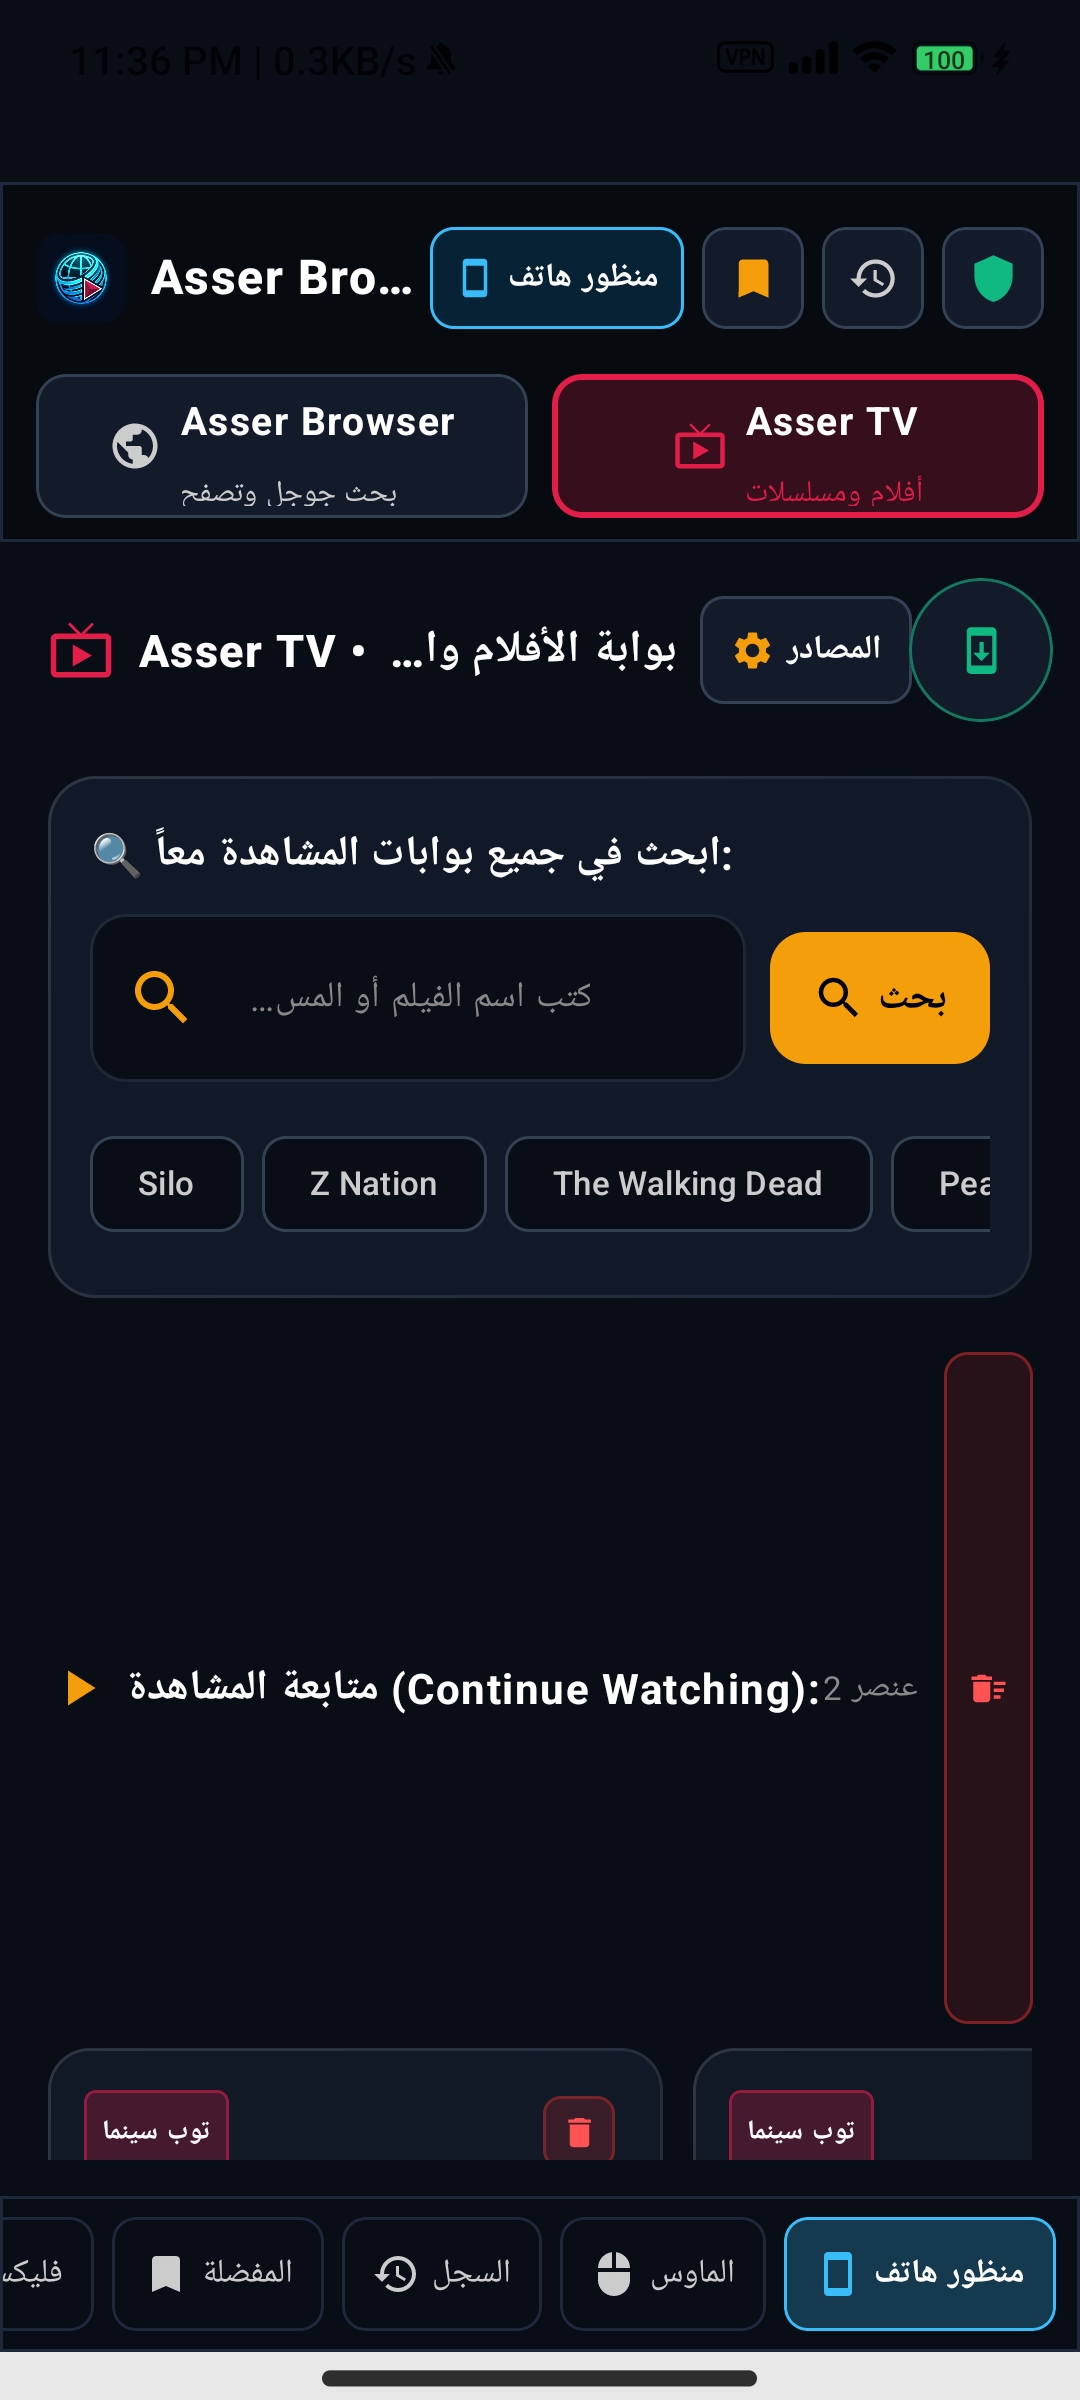 11:36 PM | 0.3KB/s
VPN
100
Asser Bro...
منظور هاتف
Asser Browser
بحث جوجل وتصفح
Asser TV
أفلام ومسلسلات
Asser TV • بوابة الأفلام وا...
المصادر
ابحث في جميع بوابات المشاهدة معاً:
كتب اسم الفيلم أو المس...
بحث
Silo
Z Nation
The Walking Dead
Pea
متابعة المشاهدة (Continue Watching):
2 عنصر
توب سينما
توب سينما
فليكس
المفضلة
السجل
الماوس
منظور هاتف